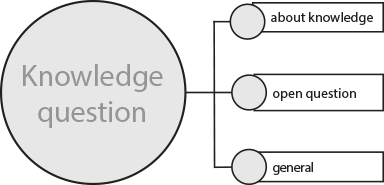 Knowledge
question
about knowledge
open question
general